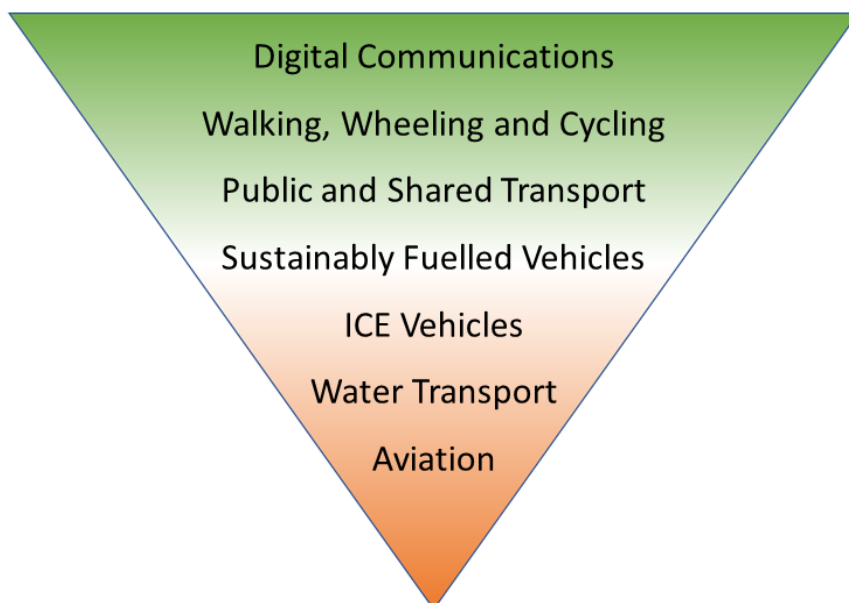 Digital Communications
Walking, Wheeling and Cycling
Public and Shared Transport
Sustainably Fuelled Vehicles
ICE Vehicles
Water Transport
Aviation